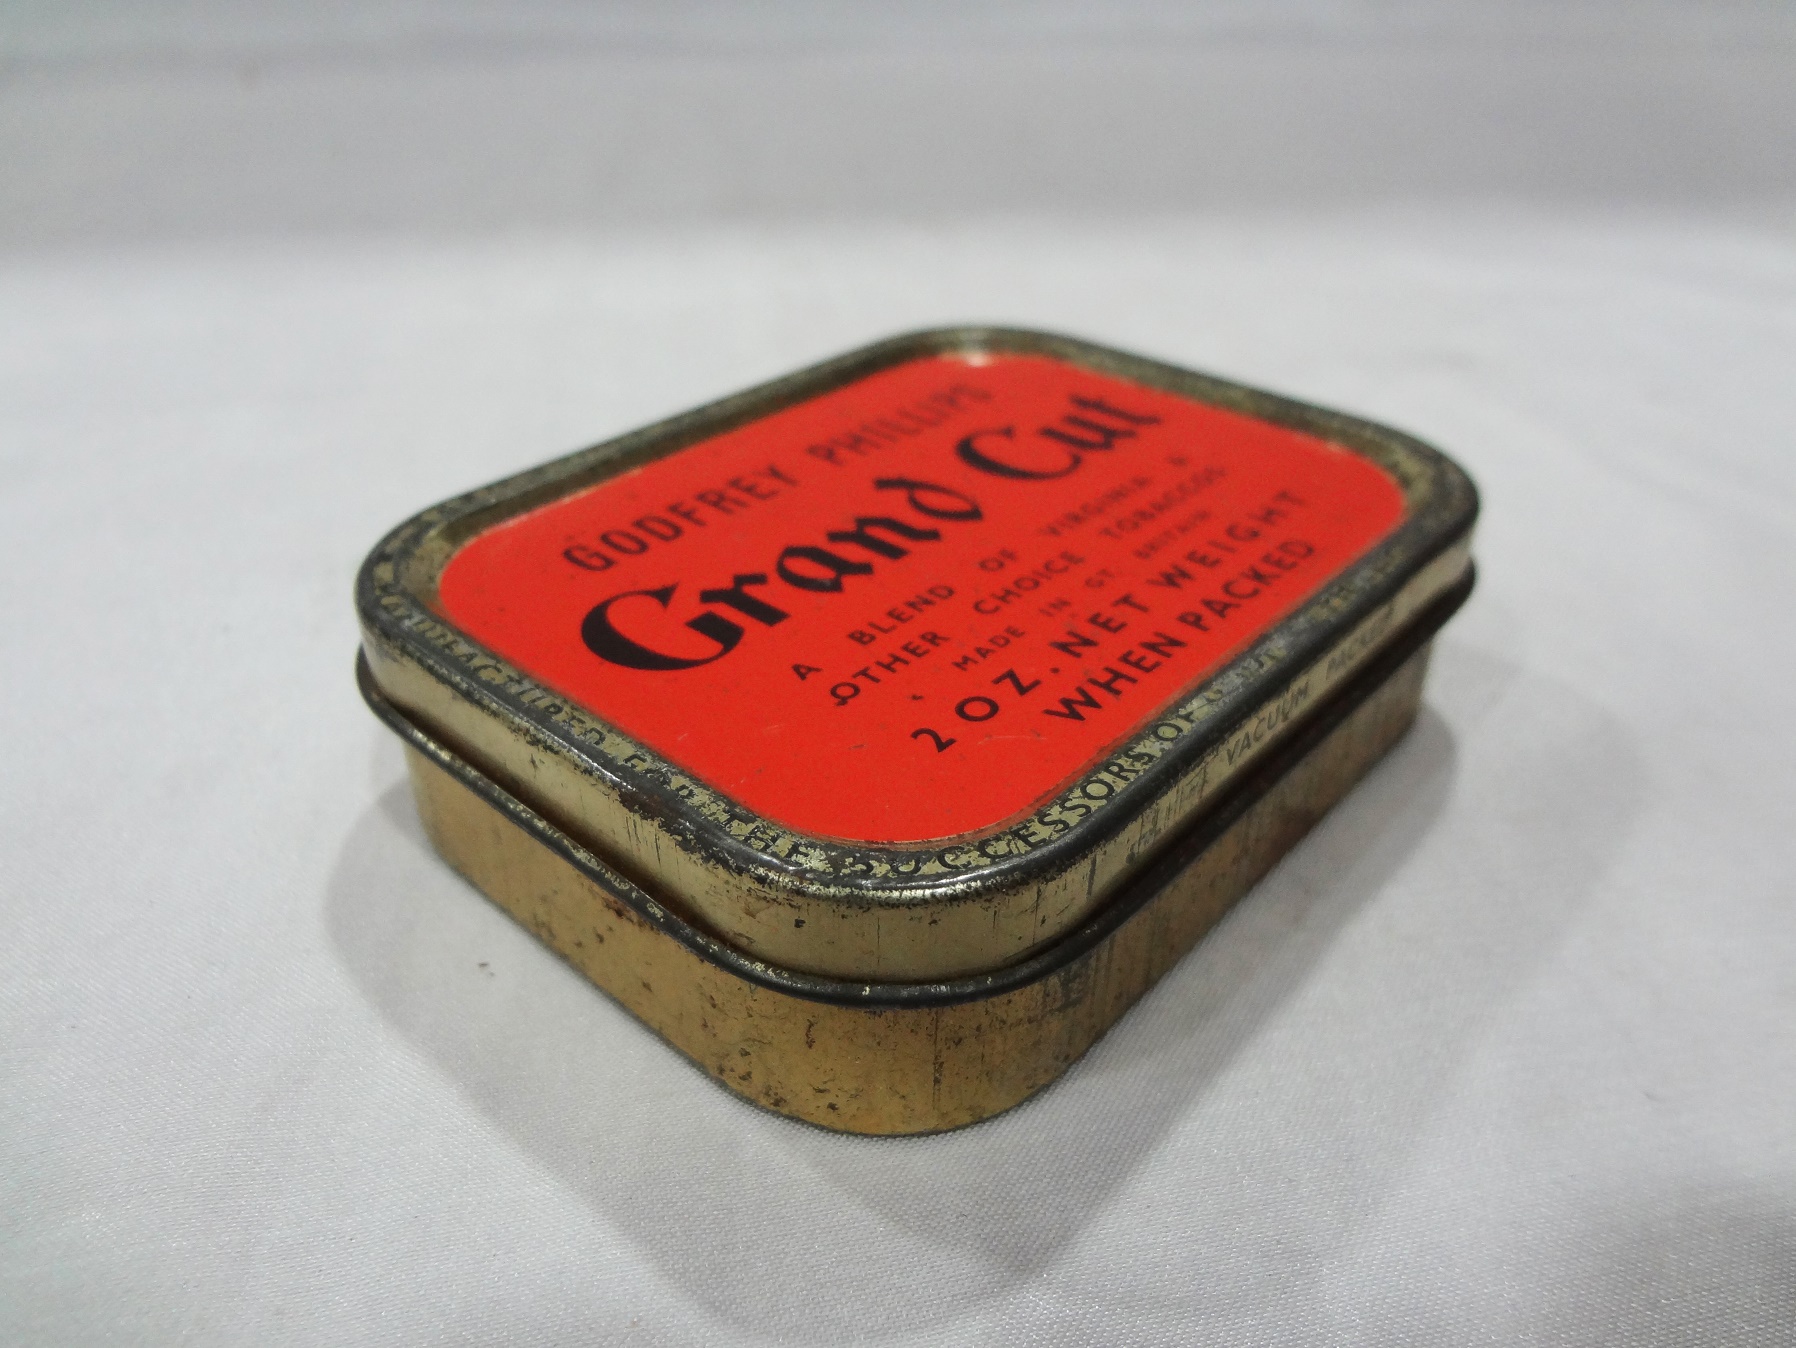 GODFREY PHILLIPS
Grand Cut
A BLEND OF VIRGINIA &
OTHER CHOICE TOBACCOS
MADE IN GT BRITAIN
2 OZ. NET WEIGHT
WHEN PACKED
THE SUCCESSORS OF
VACUUM PACKED